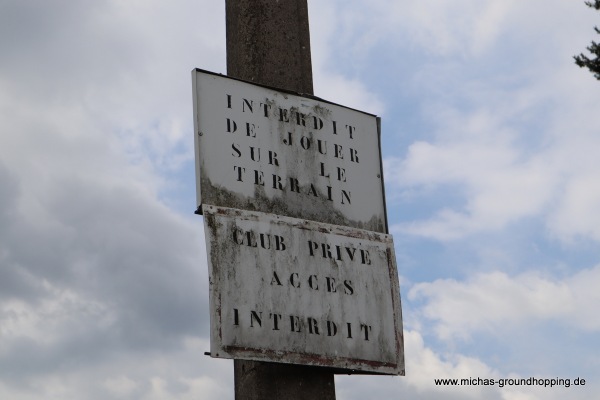 INTERDIT
DE JOUER
SUR LE
TERRAIN
CLUB PRIVE
ACCES
INTERDIT
www.michas-groundhopping.de